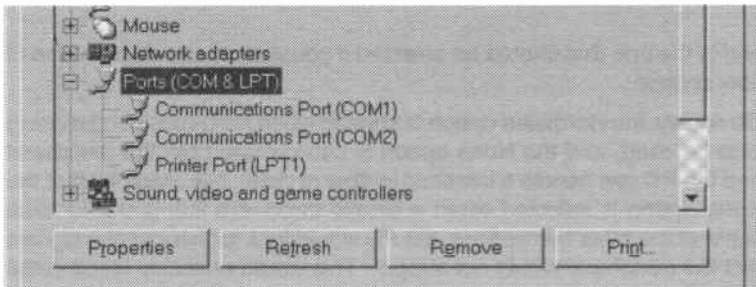 Mouse
Network adapters
Ports (COM & LPT)
Communications Port (COM1)
Communications Port (COM2)
Printer Port (LPT1)
Sound, video and game controllers
Properties Refresh Remove Print...